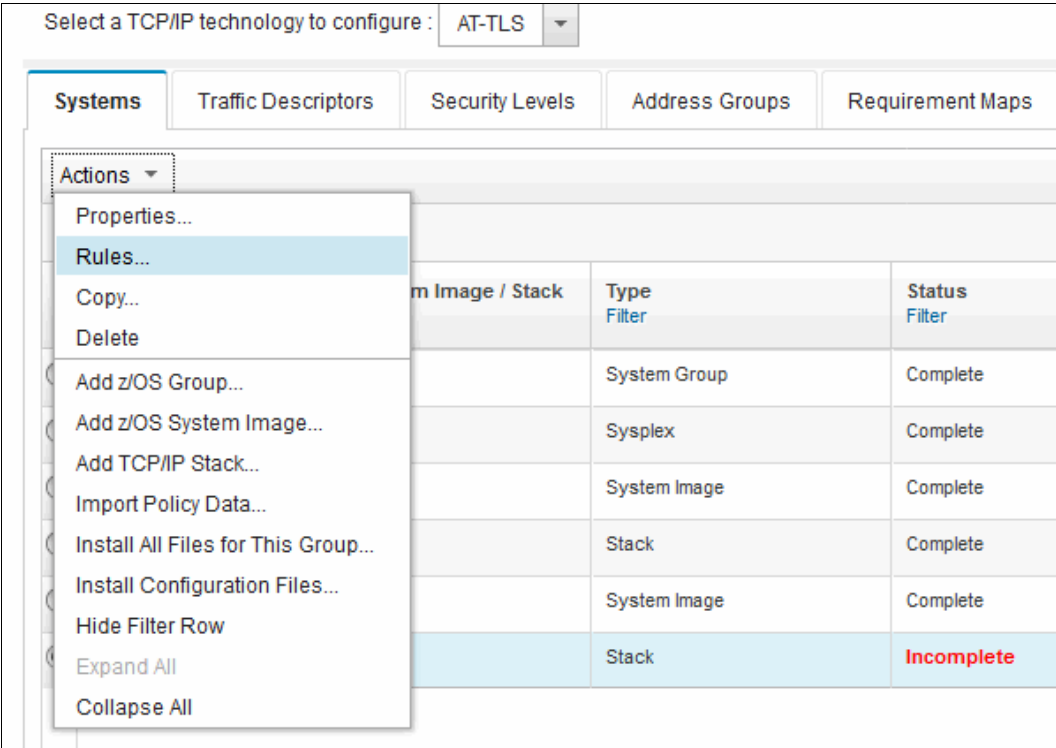 Select a TCP/IP technology to configure : AT-TLS
Systems Traffic Descriptors Security Levels Address Groups Requirement Maps
Actions
Properties...
Rules...
Copy...
Delete
Add z/OS Group...
Add z/OS System Image...
Add TCP/IP Stack...
Import Policy Data...
Install All Files for This Group...
Install Configuration Files...
Hide Filter Row
Expand All
Collapse All
m Image / Stack Type Status
Filter Filter
System Group Complete
Sysplex Complete
System Image Complete
Stack Complete
System Image Complete
Stack Incomplete